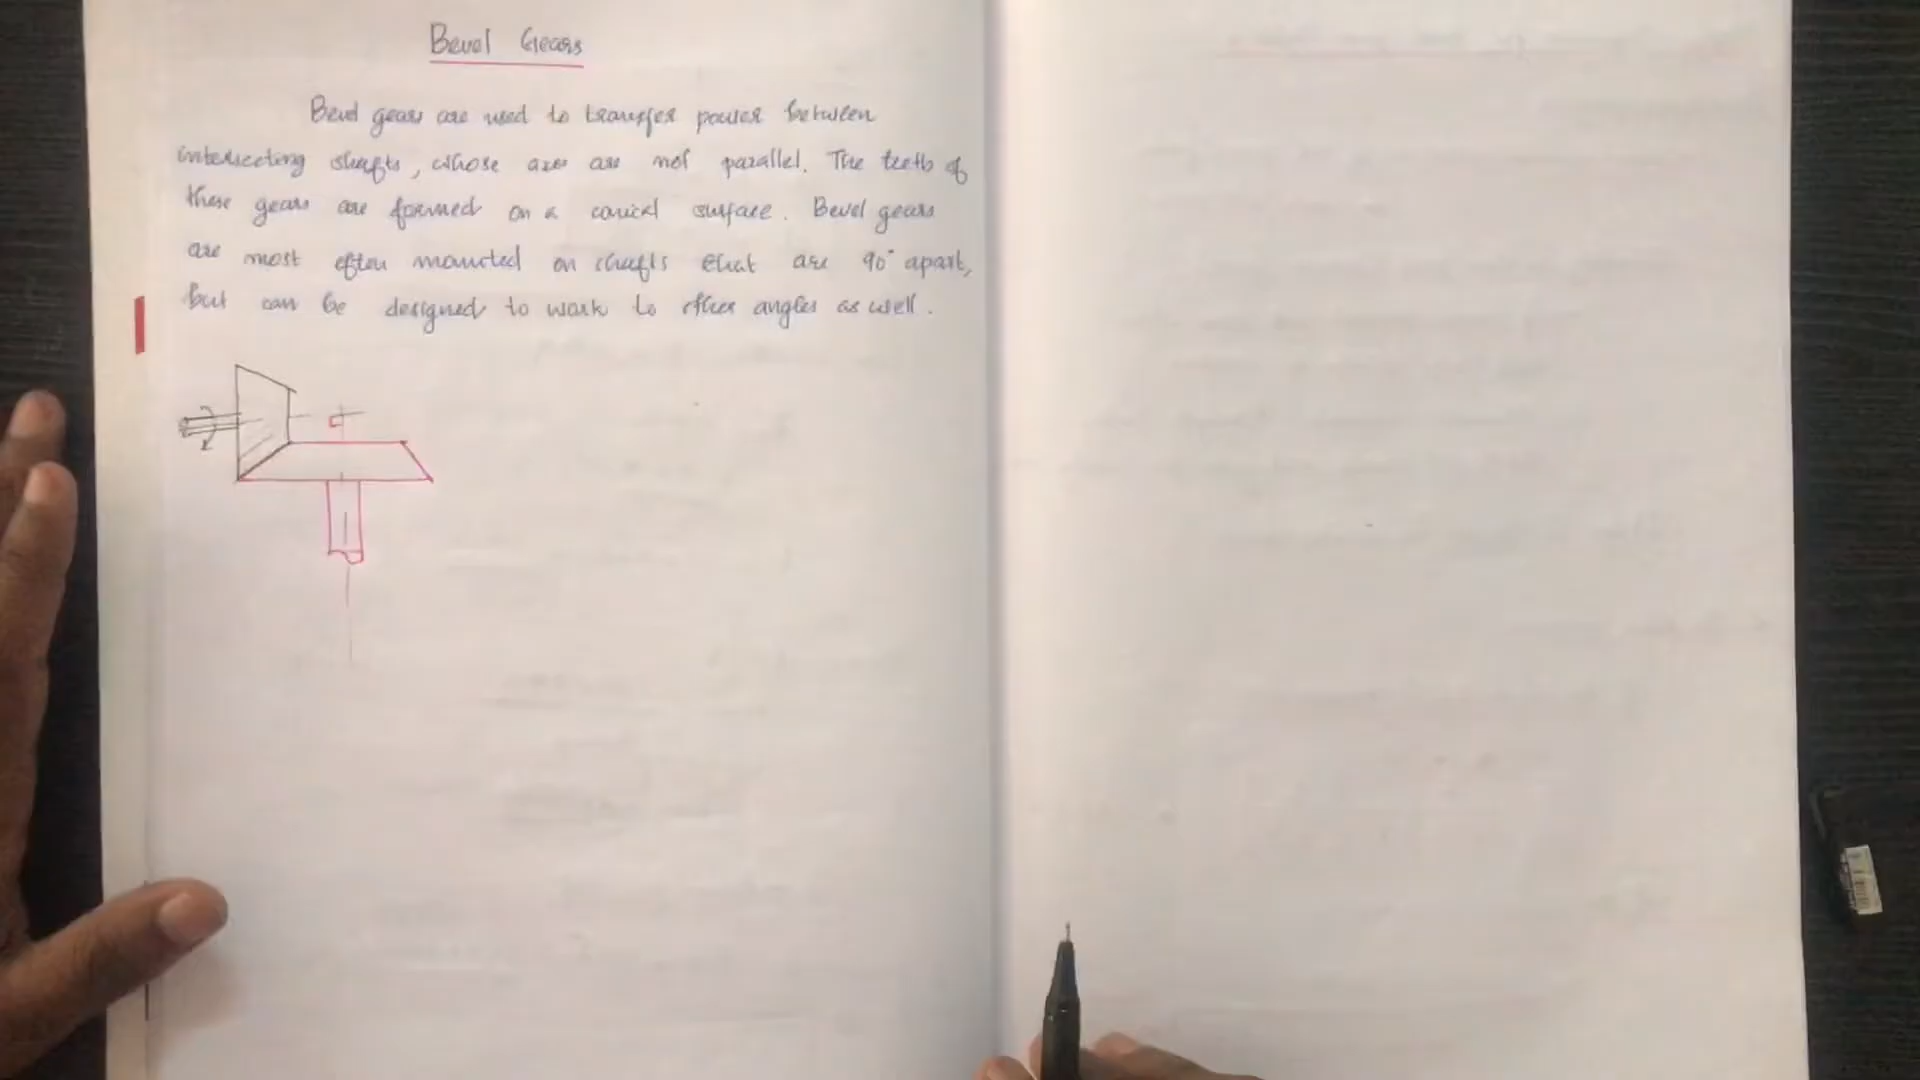 Bevel Gears
Bevel gears are used to transfer power between
intersecting shafts, whose axes are not parallel. The teeth of
these gears are formed on a conical surface. Bevel gears
are most often mounted on shafts that are 90° apart,
but can be designed to work to other angles as well.